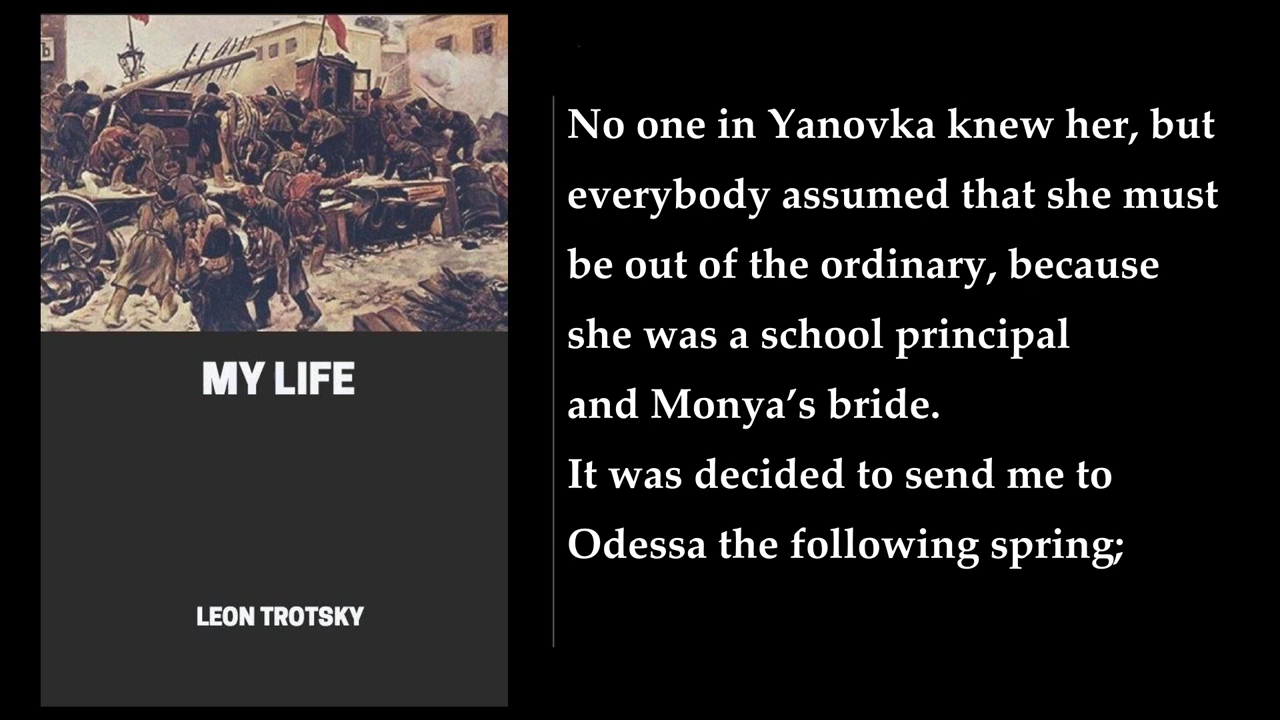 MY LIFE
LEON TROTSKY
No one in Yanovka knew her, but
everybody assumed that she must
be out of the ordinary, because
she was a school principal
and Monya’s bride.
It was decided to send me to
Odessa the following spring;